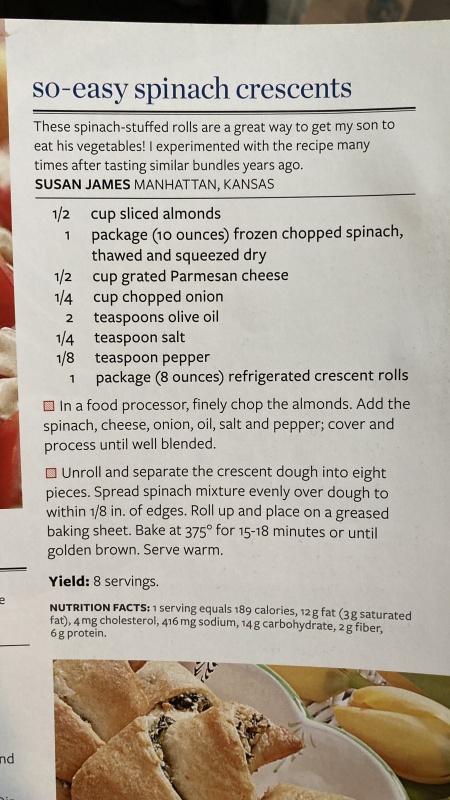 so-easy spinach crescents
These spinach-stuffed rolls are a great way to get my son to
eat his vegetables! I experimented with the recipe many
times after tasting similar bundles years ago.
SUSAN JAMES MANHATTAN, KANSAS
1/2 cup sliced almonds
1 package (10 ounces) frozen chopped spinach,
thawed and squeezed dry
1/2 cup grated Parmesan cheese
1/4 cup chopped onion
2 teaspoons olive oil
1/4 teaspoon salt
1/8 teaspoon pepper
1 package (8 ounces) refrigerated crescent rolls
In a food processor, finely chop the almonds. Add the
spinach, cheese, onion, oil, salt and pepper; cover and
process until well blended.
Unroll and separate the crescent dough into eight
pieces. Spread spinach mixture evenly over dough to
within 1/8 in. of edges. Roll up and place on a greased
baking sheet. Bake at 375° for 15-18 minutes or until
golden brown. Serve warm.
Yield: 8 servings.
NUTRITION FACTS: 1 serving equals 189 calories, 12 g fat (3 g saturated
fat), 4 mg cholesterol, 416 mg sodium, 14 g carbohydrate, 2 g fiber,
6 g protein.